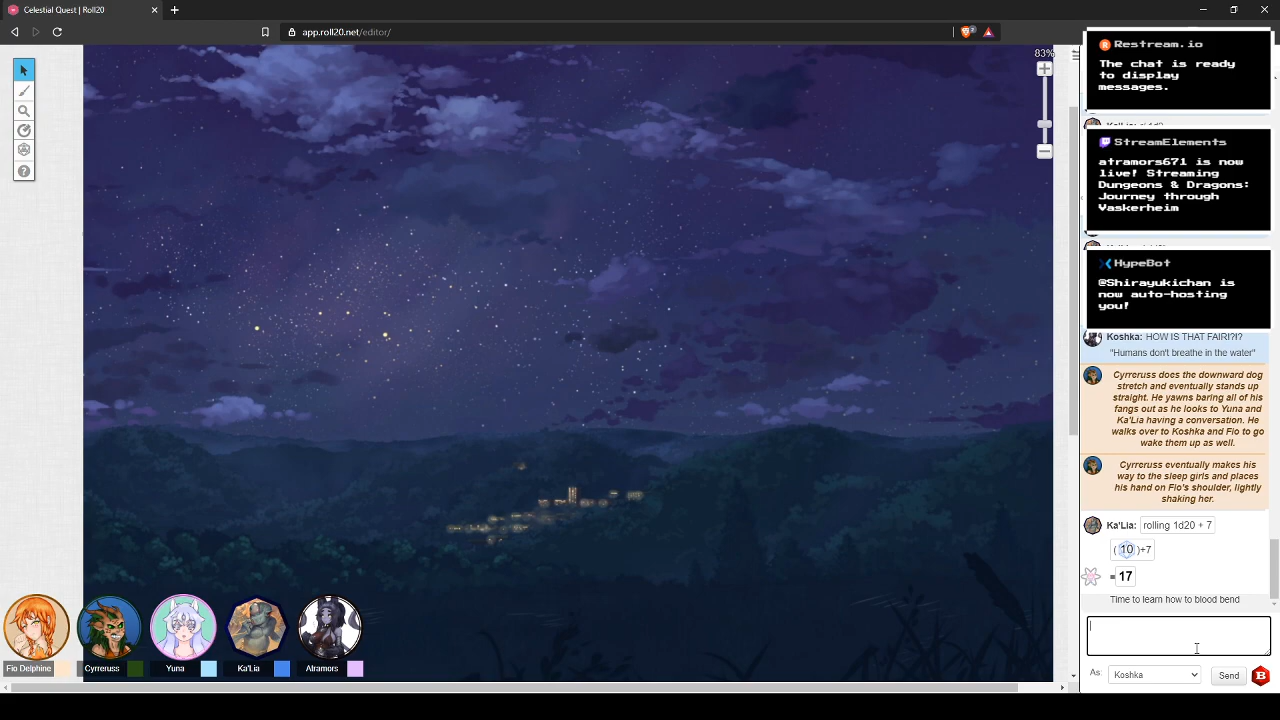 Celestial Quest | Roll20
app.roll20.net/editor/
83%
Restream.io
The chat is ready
to display
messages.
StreamElements
atramors671 is now
live! Streaming
Dungeons & Dragons:
Journey through
Vaskerheim
HypeBot
@Shirayukichan is
now auto-hosting
you!
Koshka: HOW IS THAT FAIR!?!?
"Humans don't breathe in the water"
Cyrreruss does the downward dog
stretch and eventually stands up
straight. He yawns baring all of his
fangs out as he looks to Yuna and
Ka'Lia having a conversation. He
walks over to Koshka and Fio to go
wake them up as well.
Cyrreruss eventually makes his
way to the sleep girls and places
his hand on Fio's shoulder, lightly
shaking her.
Ka'Lia: rolling 1d20 + 7
(10)+7
= 17
Time to learn how to blood bend
As: Koshka Send
Fio Delphine Cyrreruss Yuna Ka'Lia Atramors